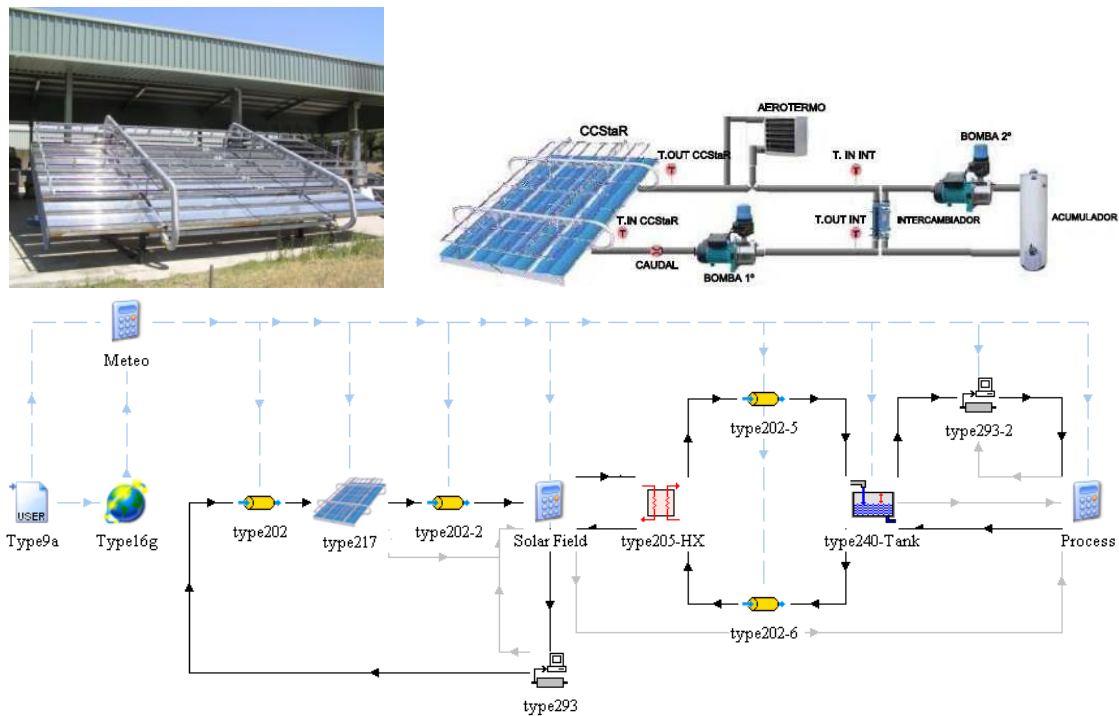 AEROTERMO
CCStaR
BOMBA 2º
T.OUT CCStaR
T. IN INT
T
T
T.IN CCStaR
T.OUT INT
INTERCAMBIADOR
ACUMULADOR
T
T
CAUDAL
BOMBA 1º
Meteo
type202-5
type293-2
USER
Type9a
Type16g
type202
type217
type202-2
Solar Field
type205-HX
type240-Tank
Process
type202-6
type293